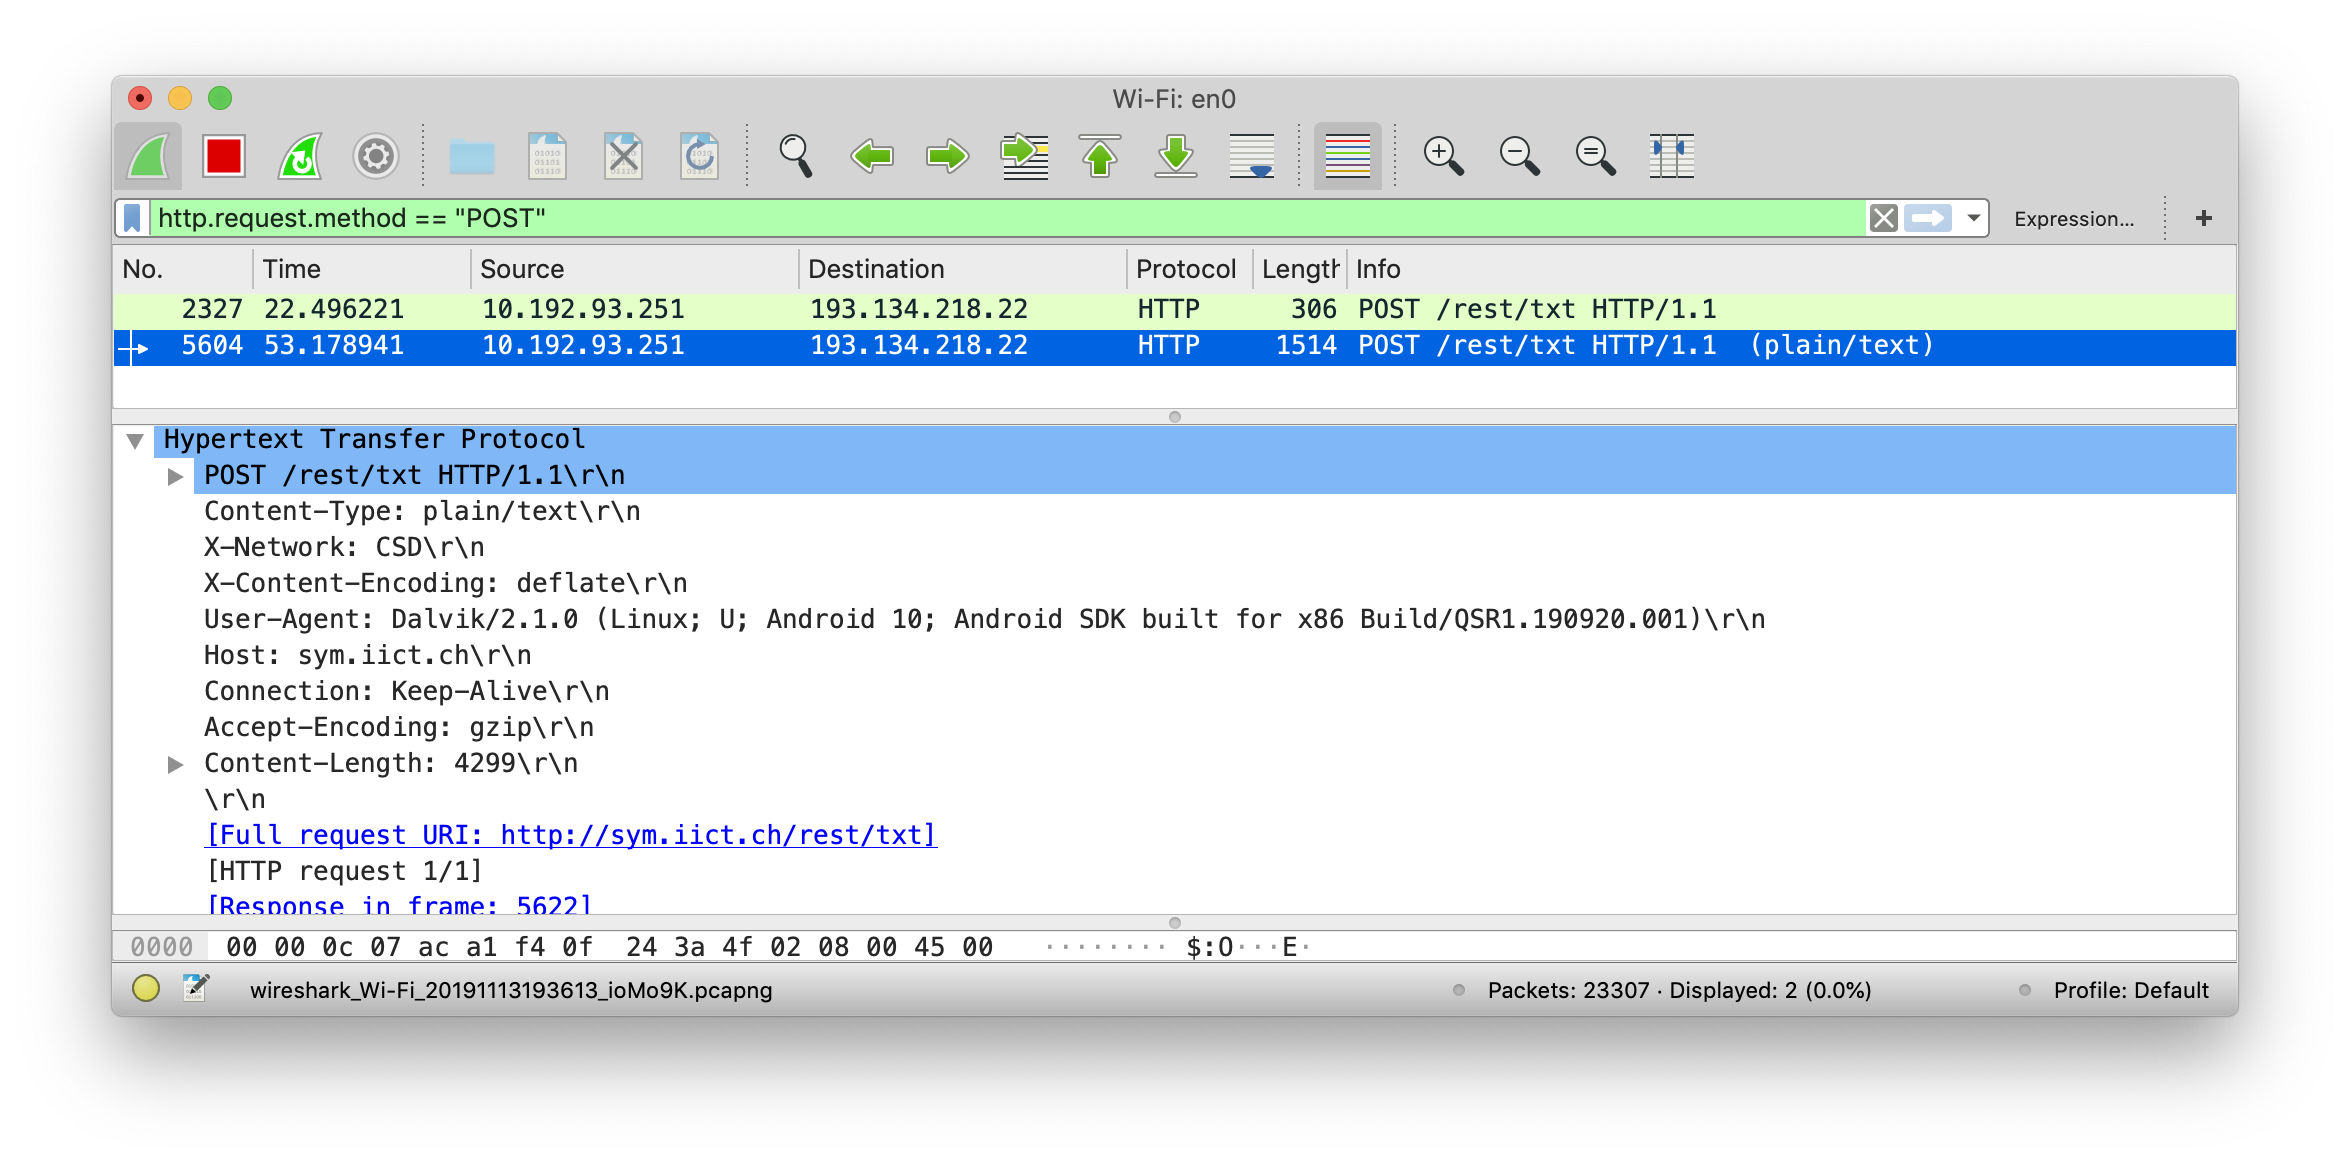 Wi-Fi: en0
http.request.method == "POST"
Expression...
+
No. Time Source Destination Protocol Length Info
2327 22.496221 10.192.93.251 193.134.218.22 HTTP 306 POST /rest/txt HTTP/1.1
5604 53.178941 10.192.93.251 193.134.218.22 HTTP 1514 POST /rest/txt HTTP/1.1 (plain/text)
Hypertext Transfer Protocol
POST /rest/txt HTTP/1.1\r\n
Content-Type: plain/text\r\n
X-Network: CSD\r\n
X-Content-Encoding: deflate\r\n
User-Agent: Dalvik/2.1.0 (Linux; U; Android 10; Android SDK built for x86 Build/QSR1.190920.001)\r\n
Host: sym.iict.ch\r\n
Connection: Keep-Alive\r\n
Accept-Encoding: gzip\r\n
Content-Length: 4299\r\n
\r\n
[Full request URI: http://sym.iict.ch/rest/txt]
[HTTP request 1/1]
[Response in frame: 5622]
0000 00 00 0c 07 ac a1 f4 0f 24 3a 4f 02 08 00 45 00 ········ $:O···E·
wireshark_Wi-Fi_20191113193613_ioMo9K.pcapng
Packets: 23307 · Displayed: 2 (0.0%)
Profile: Default